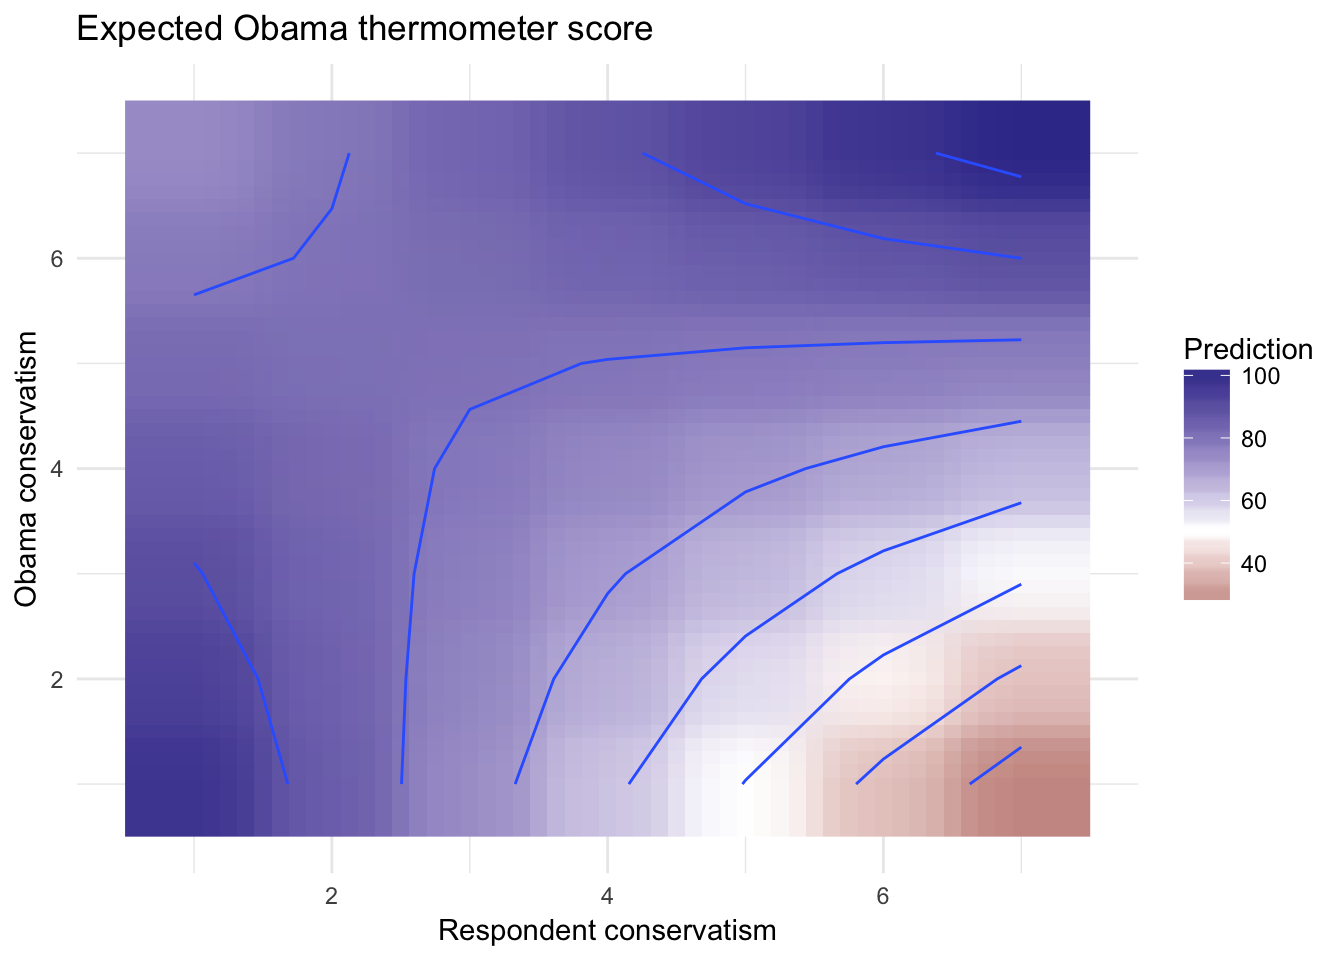 Expected Obama thermometer score
Obama conservatism
6
4
2
2 4 6
Respondent conservatism
Prediction
100
80
60
40